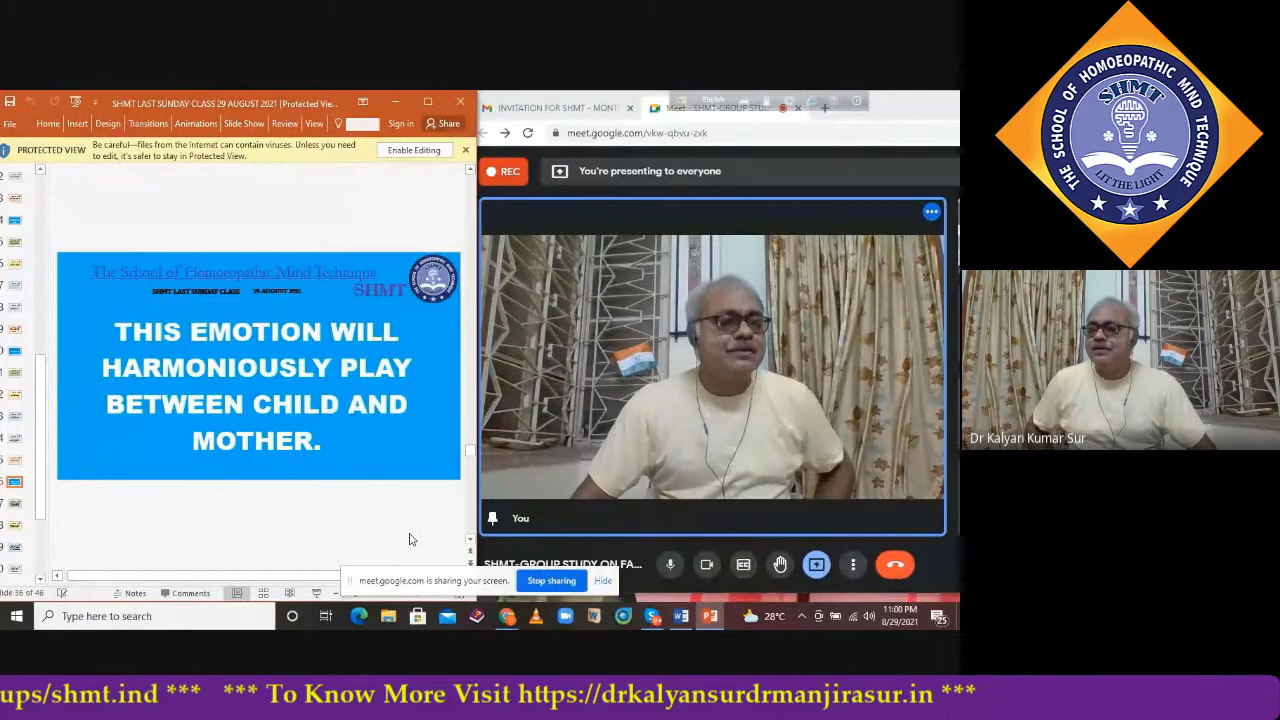 SHMT LAST SUNDAY CLASS 29 AUGUST 2021 [Protected Vie...
File Home Insert Design Transitions Animations Slide Show Review View Sign in Share
PROTECTED VIEW Be careful—files from the Internet can contain viruses. Unless you need to edit, it's safer to stay in Protected View. Enable Editing
The School of Homoeopathic Mind Technique
SHMT LAST SUNDAY CLASS 29 AUGUST 2021
SHMT
THIS EMOTION WILL
HARMONIOUSLY PLAY
BETWEEN CHILD AND
MOTHER.
lide 36 of 46 Notes Comments
INVITATION FOR SHMT - MONT
Meet - SHMT-GROUP STU
English
meet.google.com/vkw-qbvu-zxk
REC
You're presenting to everyone
You
SHMT-GROUP STUDY ON FA...
meet.google.com is sharing your screen. Stop sharing Hide
Type here to search
28°C
11:00 PM
8/29/2021
25
THE SCHOOL OF HOMOEOPATHIC MIND TECHNIQUE
SHMT
LIT THE LIGHT
Dr Kalyan Kumar Sur
ups/shmt.ind *** *** To Know More Visit https://drkalyansurdrmanjirasur.in ***